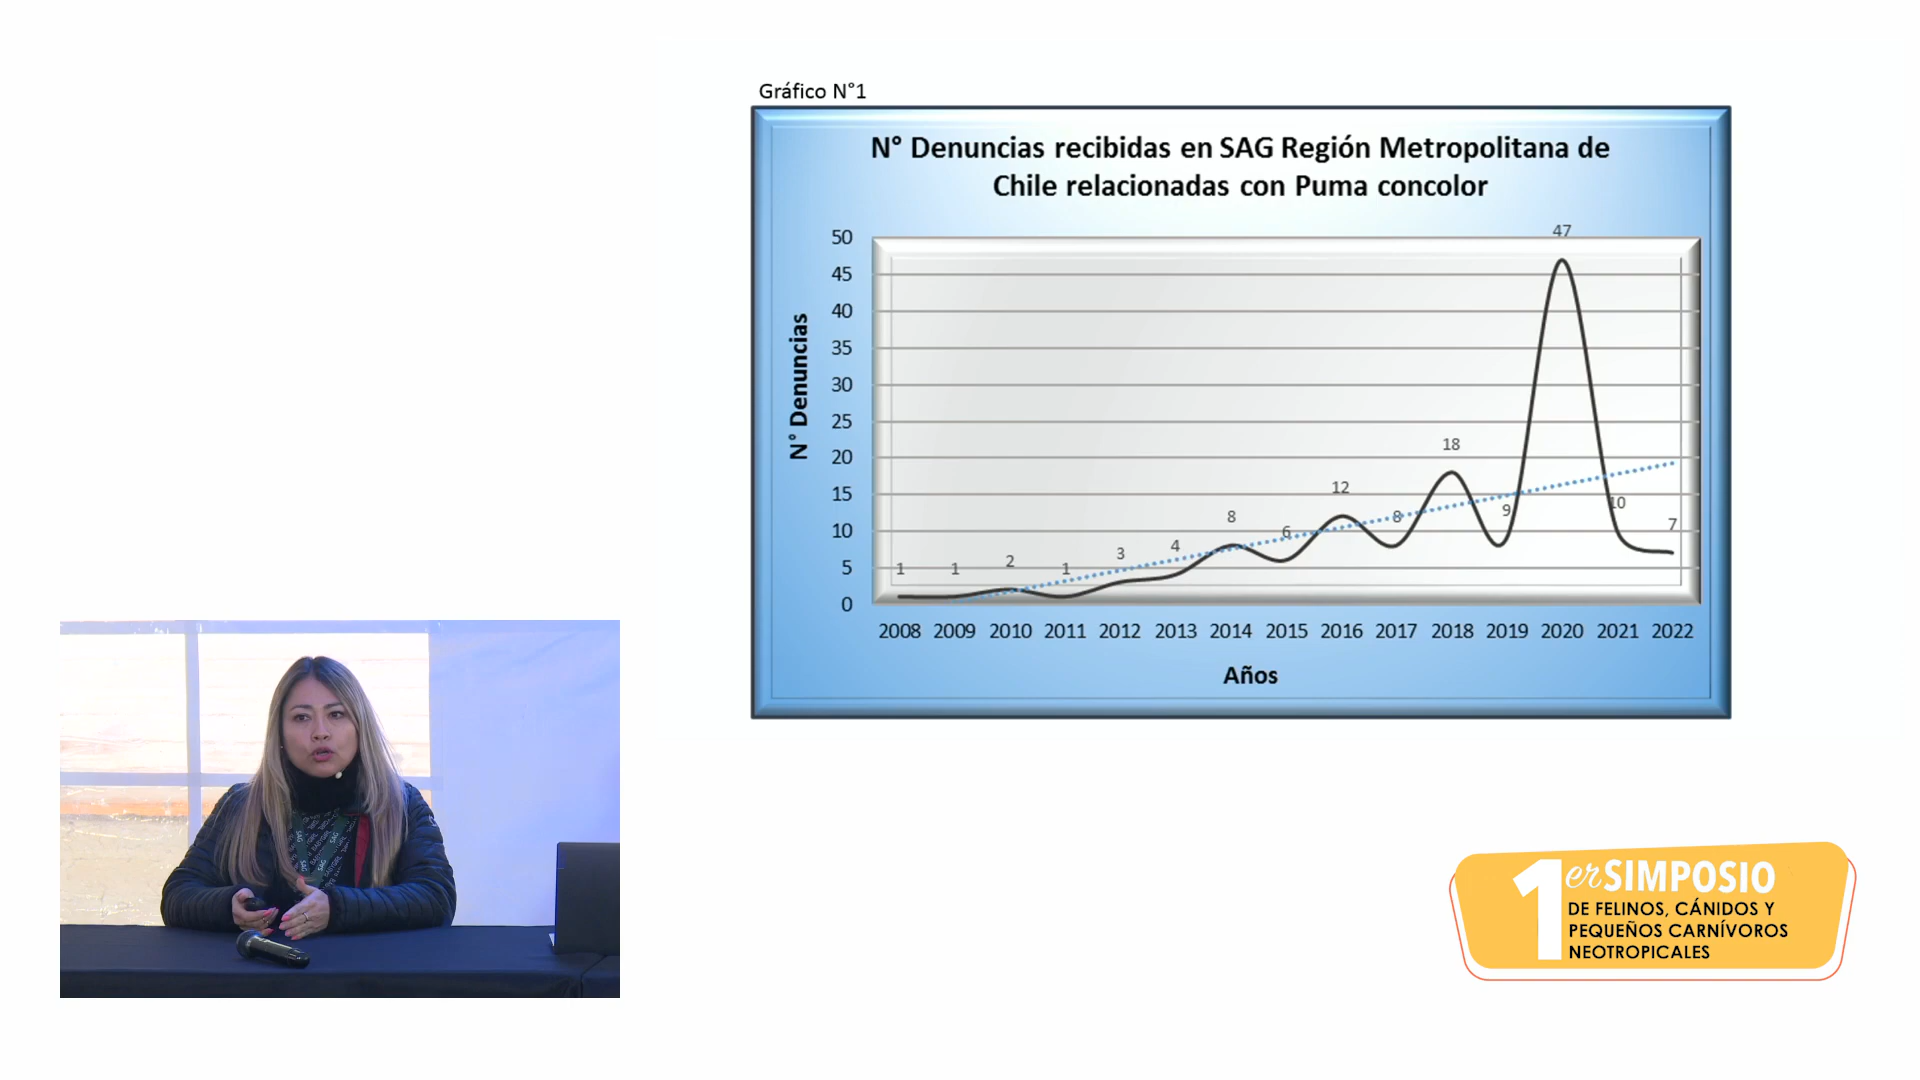 Gráfico N°1
N° Denuncias recibidas en SAG Región Metropolitana de
Chile relacionadas con Puma concolor
N° Denuncias
50
45
40
35
30
25
20
15
10
5
0
1
1
2
1
3
4
8
6
12
8
18
9
47
10
7
2008 2009 2010 2011 2012 2013 2014 2015 2016 2017 2018 2019 2020 2021 2022
Años
1er SIMPOSIO
DE FELINOS, CÁNIDOS Y
PEQUEÑOS CARNÍVOROS
NEOTROPICALES
SAG